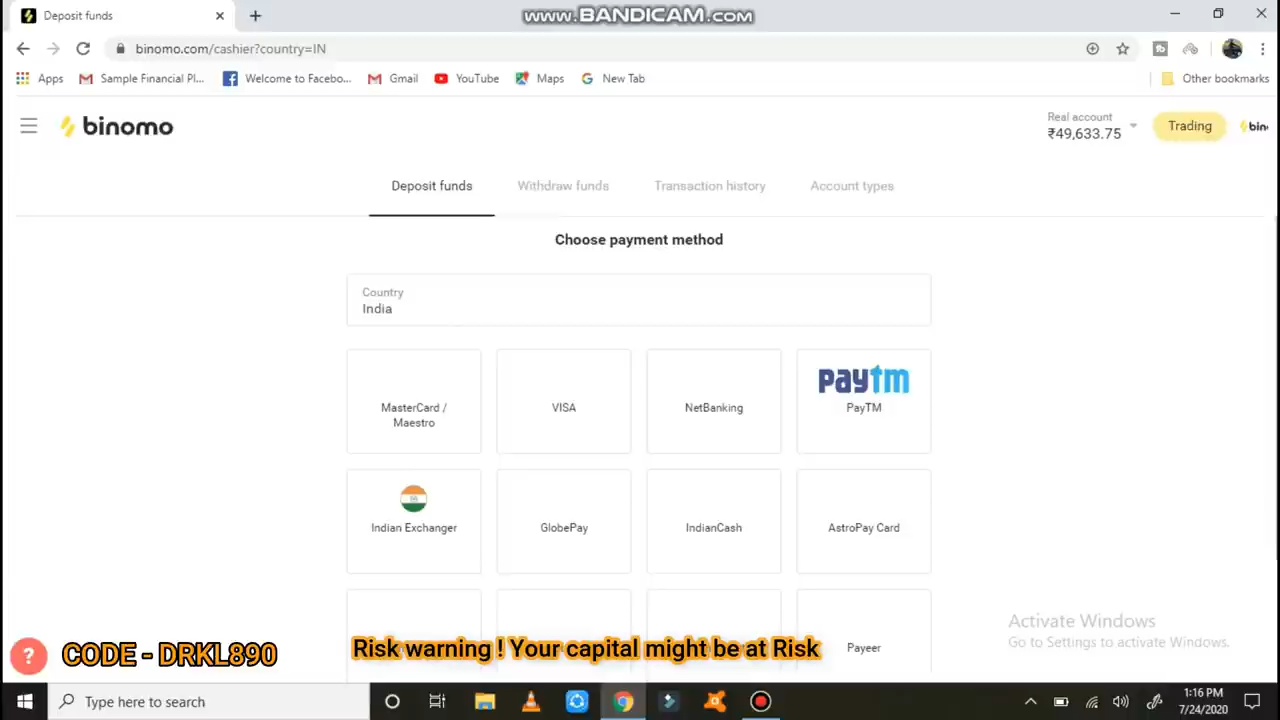 Deposit funds
www.BANDICAM.com
binomo.com/cashier?country=IN
Apps
Sample Financial Pl...
Welcome to Facebo...
Gmail
YouTube
Maps
New Tab
Other bookmarks
binomo
Real account
₹49,633.75
Trading
bin
Deposit funds
Withdraw funds
Transaction history
Account types
Choose payment method
Country
India
MasterCard /
Maestro
VISA
NetBanking
paytm
PayTM
Indian Exchanger
GlobePay
IndianCash
AstroPay Card
Payeer
Activate Windows
Go to Settings to activate Windows.
?
CODE - DRKL890
Risk warning ! Your capital might be at Risk
Type here to search
1:16 PM
7/24/2020